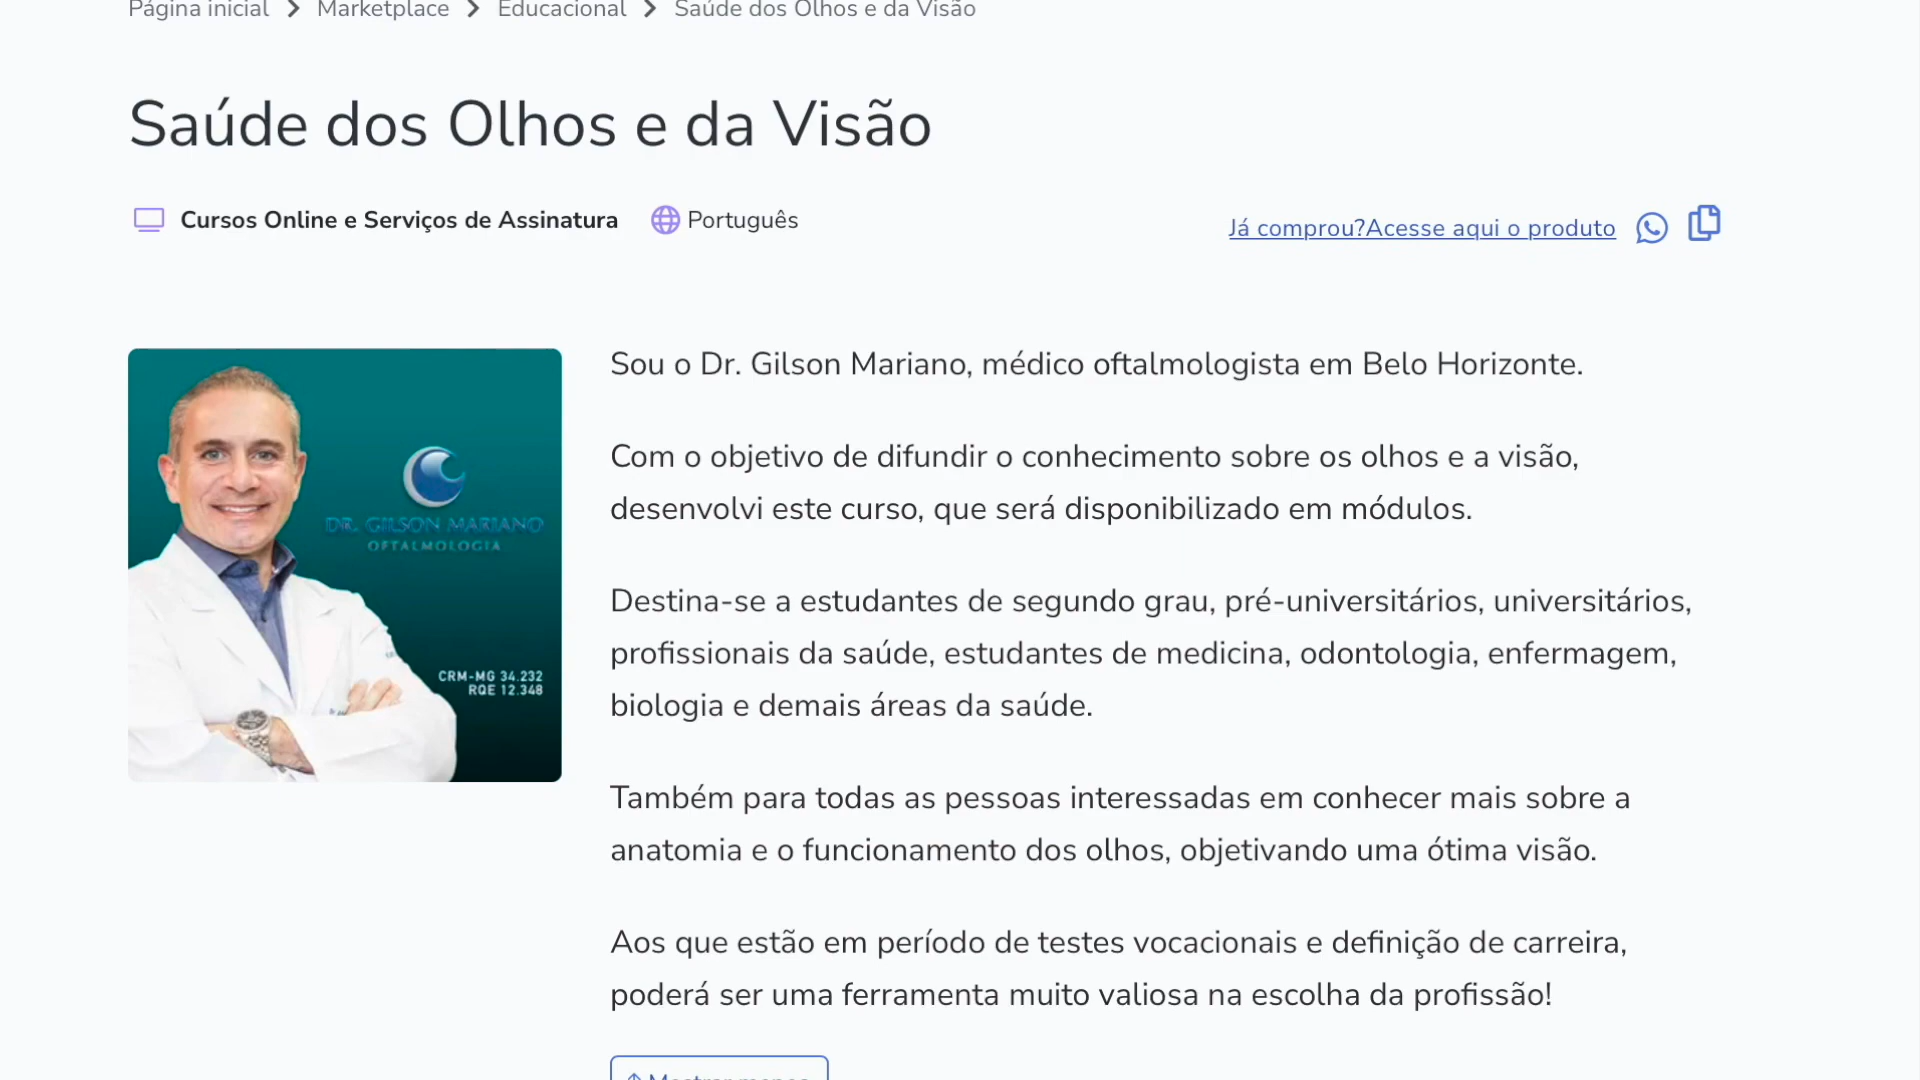 Página inicial > Marketplace > Educacional > Saúde dos Olhos e da Visão
Saúde dos Olhos e da Visão
Cursos Online e Serviços de Assinatura Português
Já comprou?Acesse aqui o produto
DR. GILSON MARIANO
OFTALMOLOGIA
CRM-MG 34.232
RQE 12.348
Sou o Dr. Gilson Mariano, médico oftalmologista em Belo Horizonte.
Com o objetivo de difundir o conhecimento sobre os olhos e a visão,
desenvolvi este curso, que será disponibilizado em módulos.
Destina-se a estudantes de segundo grau, pré-universitários, universitários,
profissionais da saúde, estudantes de medicina, odontologia, enfermagem,
biologia e demais áreas da saúde.
Também para todas as pessoas interessadas em conhecer mais sobre a
anatomia e o funcionamento dos olhos, objetivando uma ótima visão.
Aos que estão em período de testes vocacionais e definição de carreira,
poderá ser uma ferramenta muito valiosa na escolha da profissão!
Mostrar menos